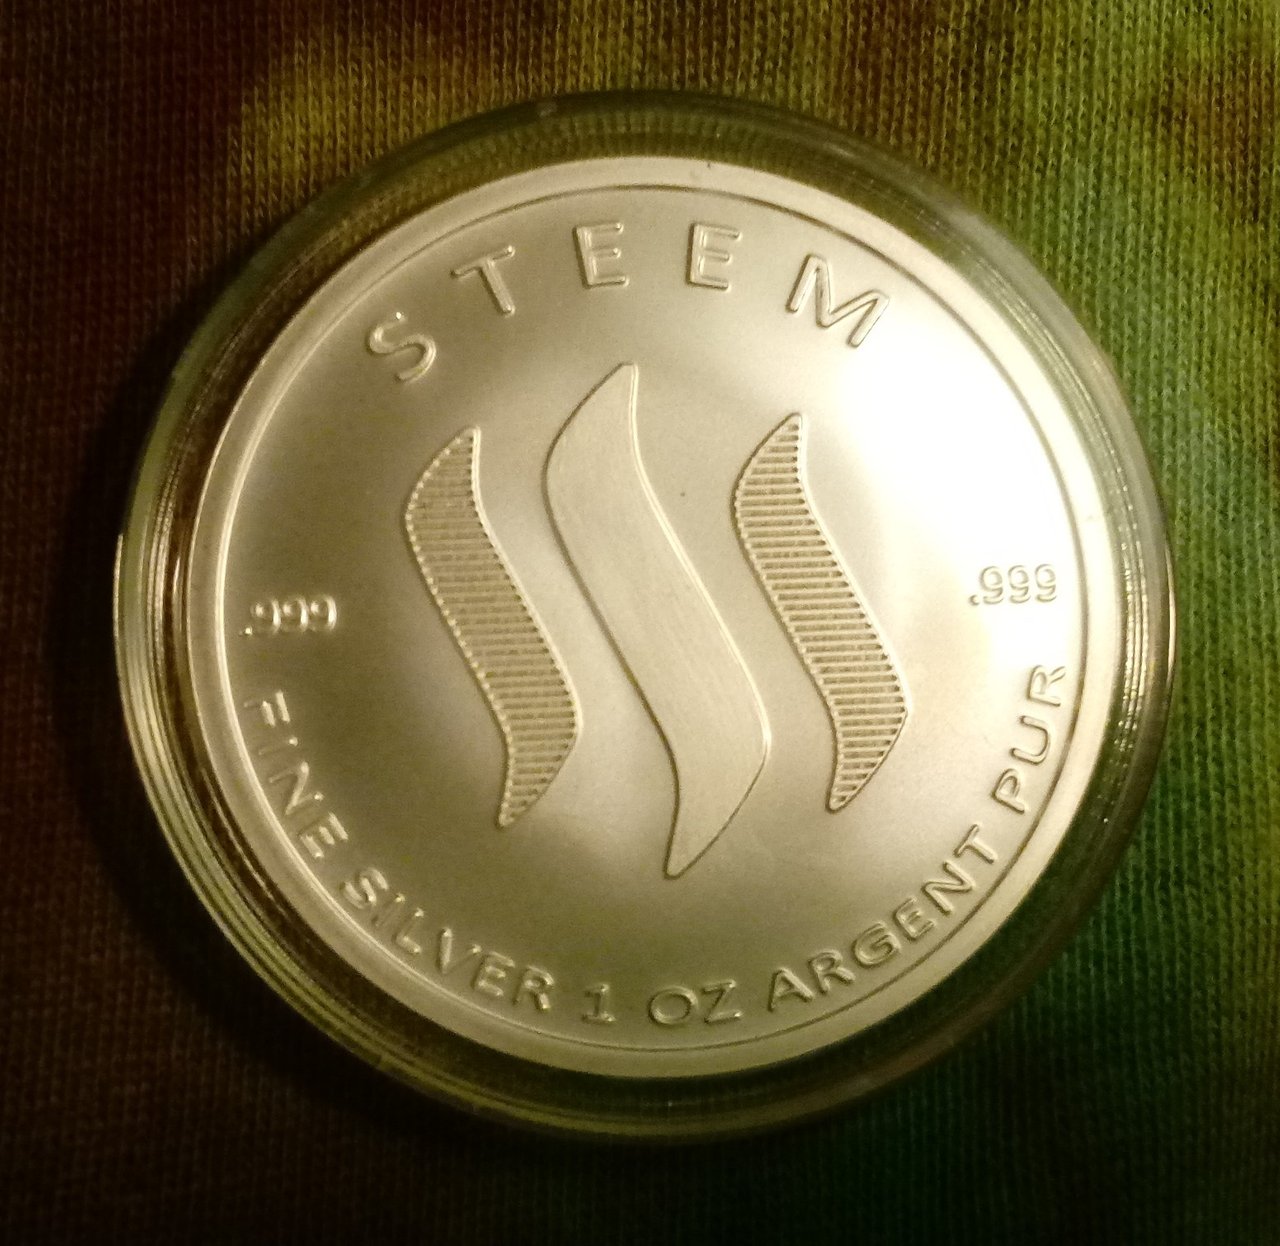 STEEM
.999 .999
FINE SILVER 1 OZ ARGENT PUR